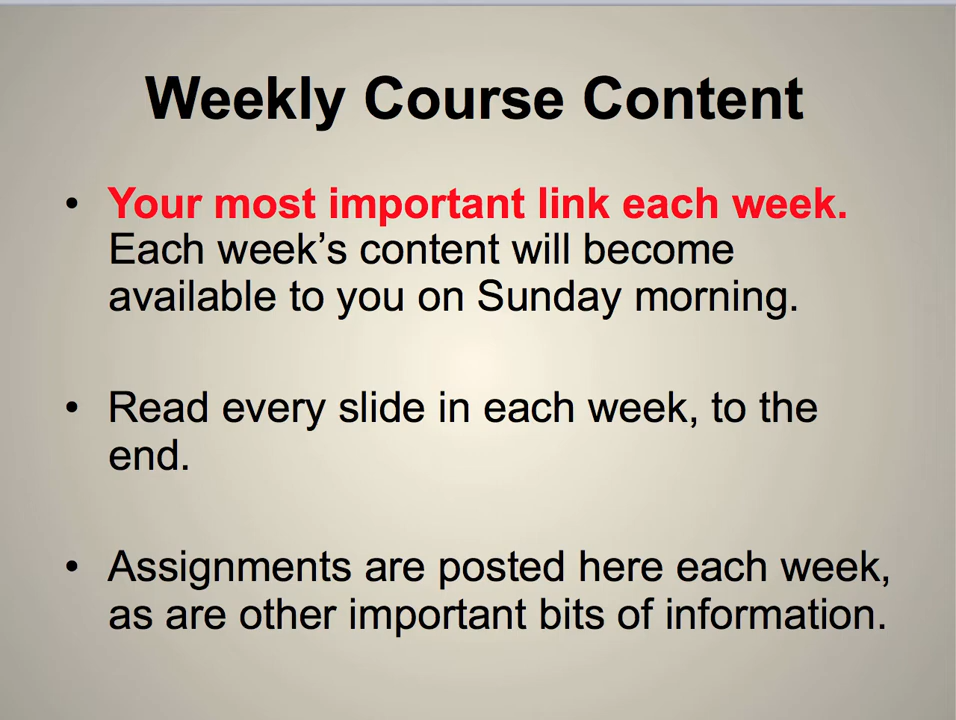 Weekly Course Content
• Your most important link each week.
Each week’s content will become
available to you on Sunday morning.
• Read every slide in each week, to the
end.
• Assignments are posted here each week,
as are other important bits of information.